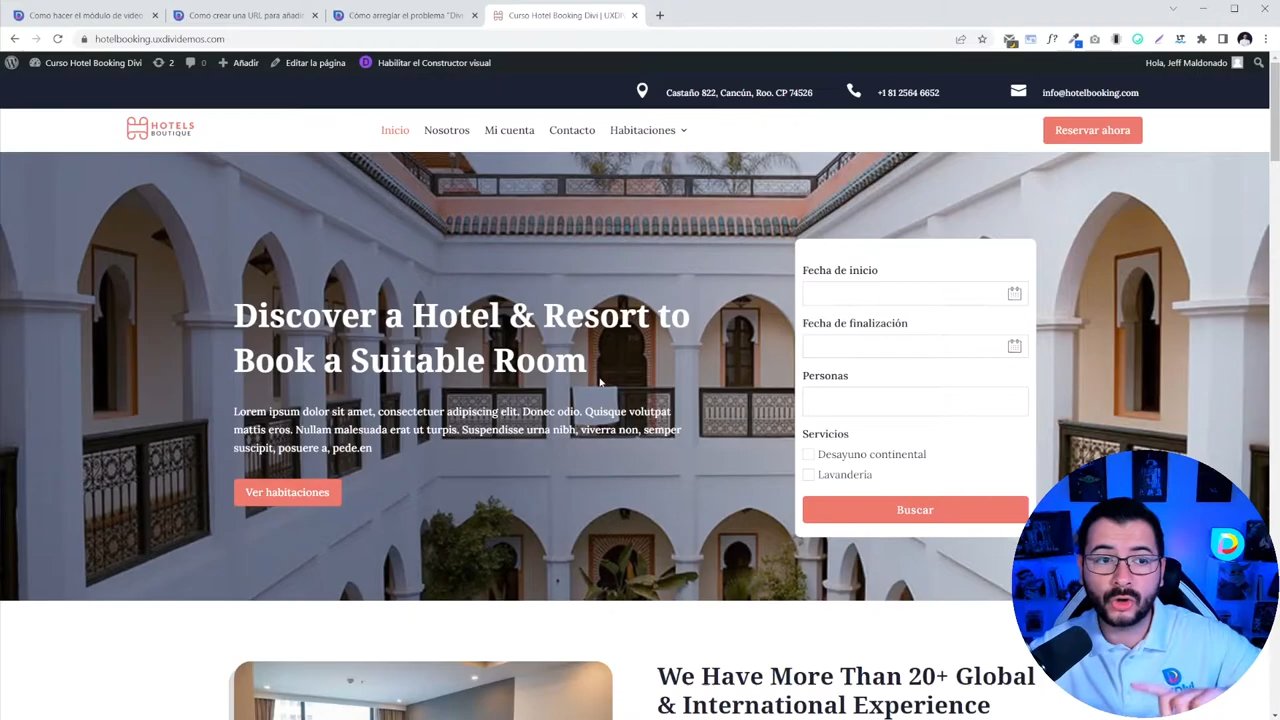 Como hacer el módulo de video
Como crear una URL para añadi
Cómo arreglar el problema "Div
Curso Hotel Booking Divi | UXDI
hotelbooking.uxdividemos.com
Curso Hotel Booking Divi
2
0
Añadir
Editar la página
Habilitar el Constructor visual
Hola, Jeff Maldonado
Castaño 822, Cancún, Roo. CP 74526
+1 81 2564 6652
info@hotelbooking.com
HOTELS
BOUTIQUE
Inicio
Nosotros
Mi cuenta
Contacto
Habitaciones
Reservar ahora
Discover a Hotel & Resort to
Book a Suitable Room
Lorem ipsum dolor sit amet, consectetuer adipiscing elit. Donec odio. Quisque volutpat
mattis eros. Nullam malesuada erat ut turpis. Suspendisse urna nibh, viverra non, semper
suscipit, posuere a, pede.en
Ver habitaciones
Fecha de inicio
Fecha de finalización
Personas
Servicios
Desayuno continental
Lavandería
Buscar
We Have More Than 20+ Global
& International Experience